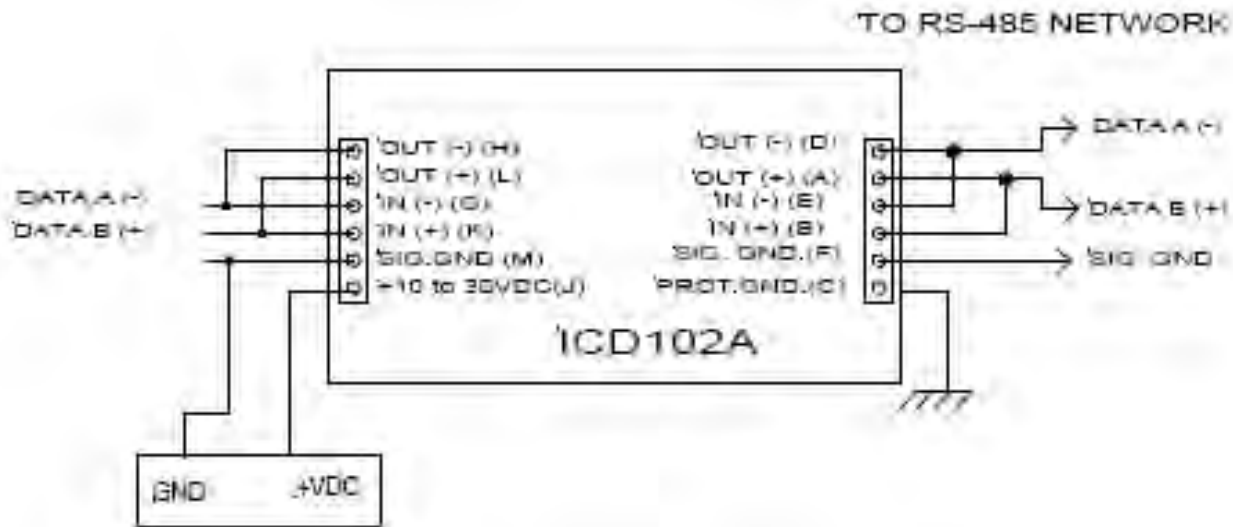 TO RS-485 NETWORK
OUT (-) (H)
OUT (+) (L)
IN (-) (G)
IN (+) (K)
SIG.GND (M)
+10 to 30VDC(J)
DATA A (-)
DATA B (+)
OUT (-) (D)
OUT (+) (A)
IN (-) (E)
IN (+) (B)
SIG. GND.(F)
PROT.GND.(C)
DATA A (-)
DATA B (+)
SIG. GND
ICD102A
GND
+VDC